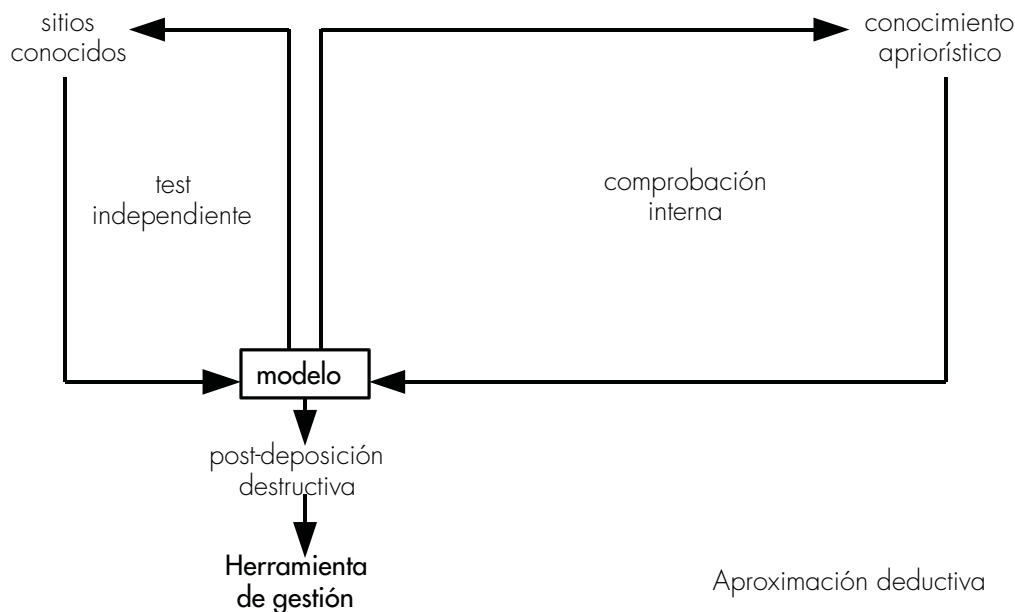 sitios
conocidos
conocimiento
apriorístico
test
independiente
comprobación
interna
modelo
post-deposición
destructiva
Herramienta
de gestión
Aproximación deductiva